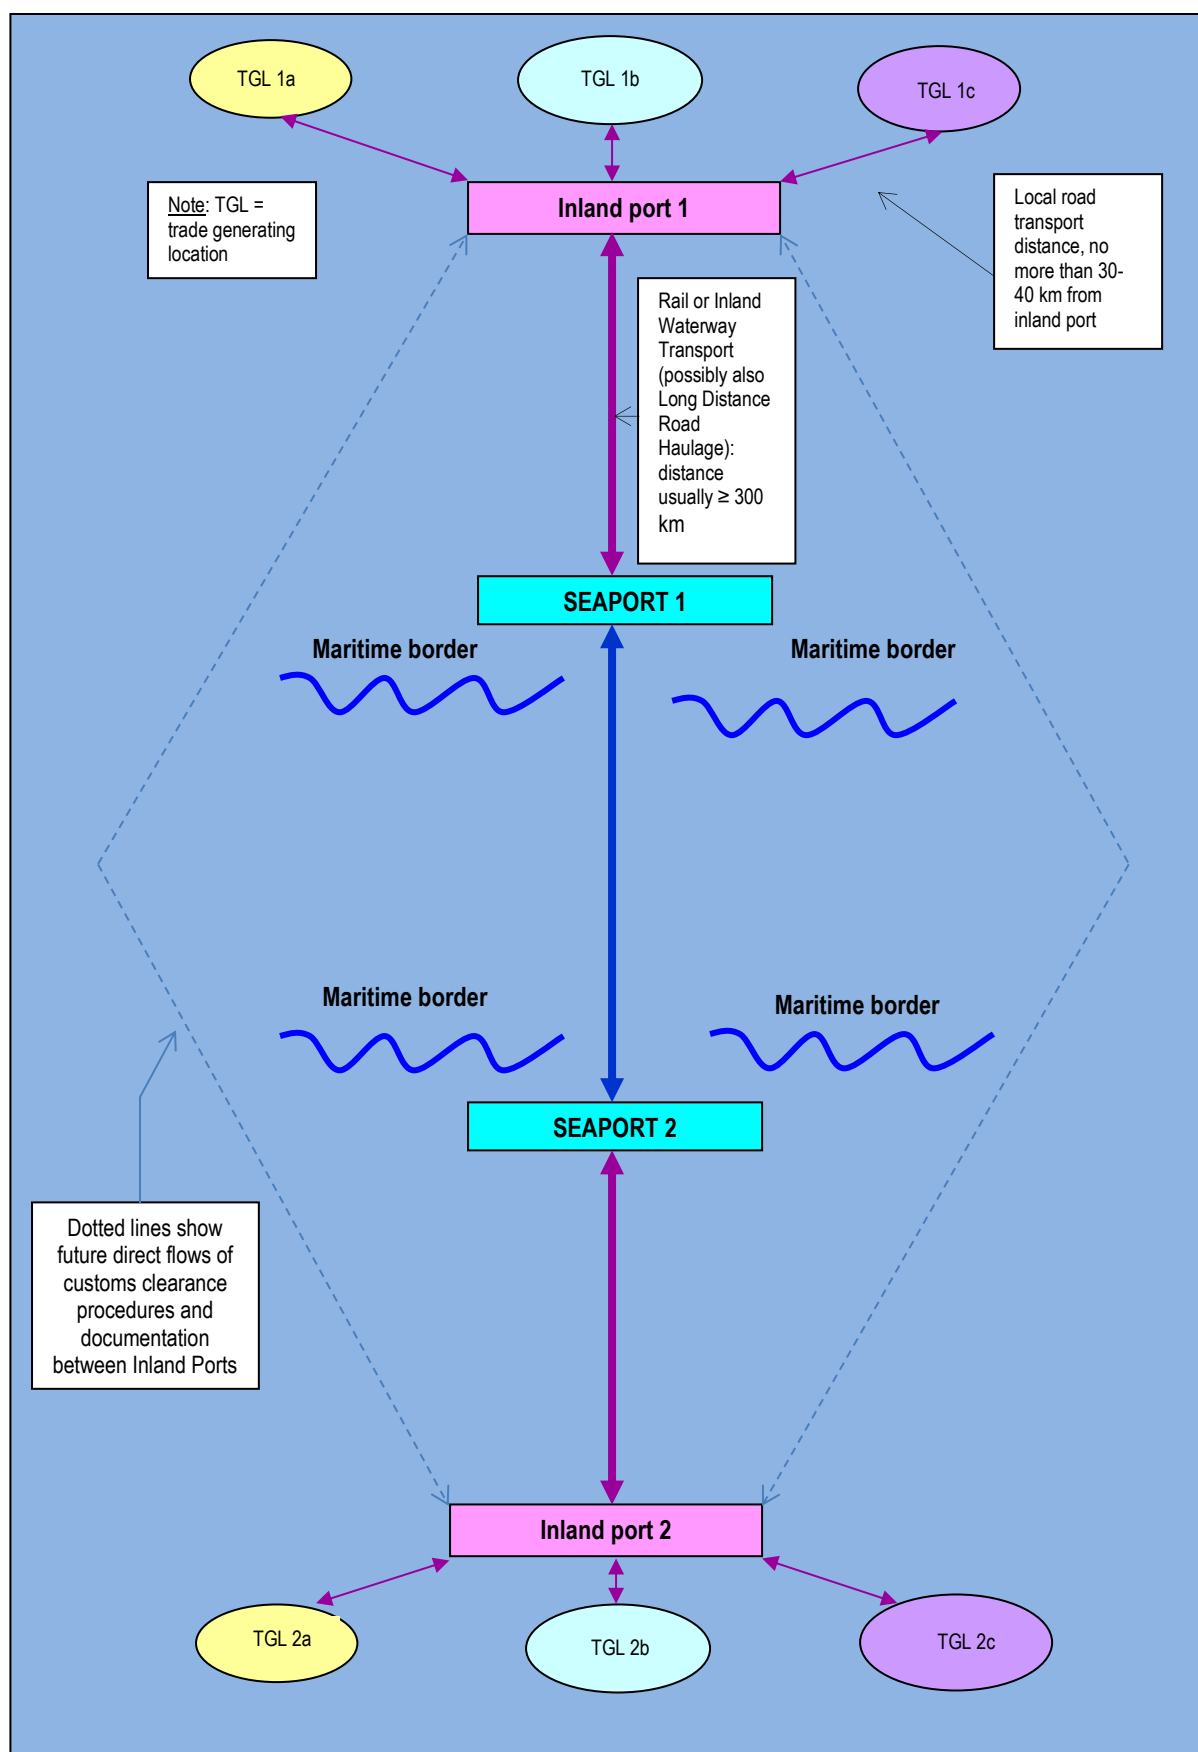 TGL 1a
TGL 1b
TGL 1c
Inland port 1
Note: TGL =
trade generating
location
Local road
transport
distance, no
more than 30-
40 km from
inland port
Rail or Inland
Waterway
Transport
(possibly also
Long Distance
Road
Haulage):
distance
usually ≥ 300
km
SEAPORT 1
Maritime border
Maritime border
Maritime border
Maritime border
SEAPORT 2
Dotted lines show
future direct flows of
customs clearance
procedures and
documentation
between Inland Ports
Inland port 2
TGL 2a
TGL 2b
TGL 2c